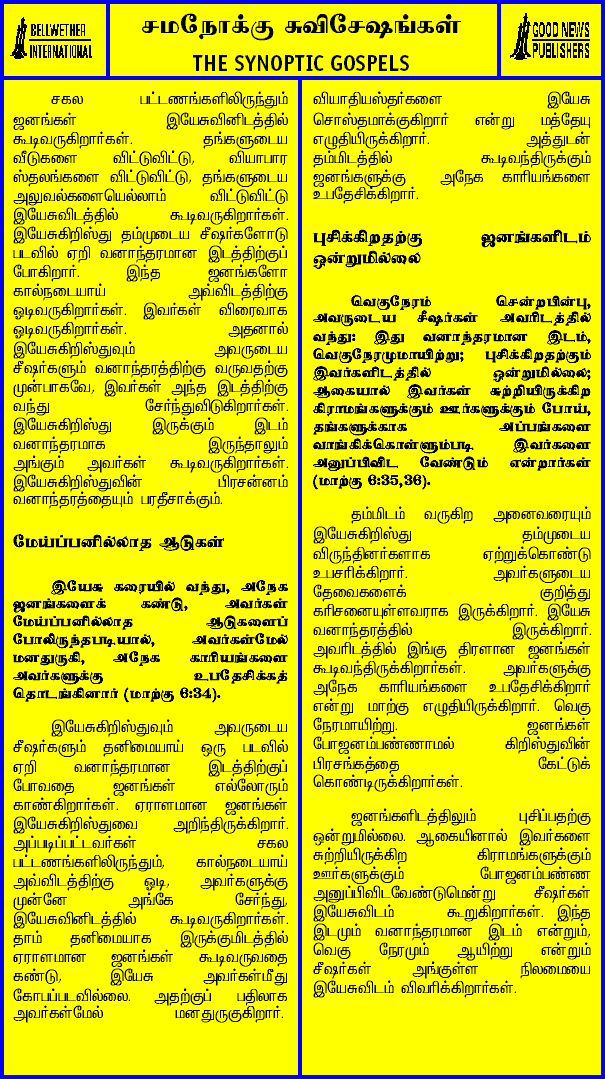 BELLWETHER
INTERNATIONAL
சமநோக்கு சுவிசேஷங்கள்
THE SYNOPTIC GOSPELS
GOOD NEWS
PUBLISHERS
சகல பட்டணங்களிலிருந்தும்
ஜனங்கள் இயேசுவினிடத்தில்
கூடிவருகிறார்கள். தங்களுடைய
வீடுகளை விட்டுவிட்டு, வியாபார
ஸ்தலங்களை விட்டுவிட்டு, தங்களுடைய
அலுவல்களையெல்லாம் விட்டுவிட்டு
இயேசுவிடத்தில் கூடிவருகிறார்கள்.
இயேசுகிறிஸ்து தம்முடைய சீஷர்களோடு
படவில் ஏறி வனாந்தரமான இடத்திற்குப்
போகிறார். இந்த ஜனங்களோ
கால்நடையாய் அவ்விடத்திற்கு
ஓடிவருகிறார்கள். இவர்கள் விரைவாக
ஓடிவருகிறார்கள். அதனால்
இயேசுகிறிஸ்துவும் அவருடைய
சீஷர்களும் வனாந்தரத்திற்கு வருவதற்கு
முன்பாகவே, இவர்கள் அந்த இடத்திற்கு
வந்து சேர்ந்துவிடுகிறார்கள்.
இயேசுகிறிஸ்து இருக்கும் இடம்
வனாந்தரமாக இருந்தாலும்
அங்கும் அவர்கள் கூடிவருகிறார்கள்.
இயேசுகிறிஸ்துவின் பிரசன்னம்
வனாந்தரத்தையும் பரதீசாக்கும்.
மேய்ப்பனில்லாத ஆடுகள்
இயேசு கரையில் வந்து, அநேக
ஜனங்களைக் கண்டு, அவர்கள்
மேய்ப்பனில்லாத ஆடுகளைப்
போலிருந்தபடியால், அவர்கள்மேல்
மனதுருகி, அநேக காரியங்களை
அவர்களுக்கு உபதேசிக்கத்
தொடங்கினார் (மாற்கு 6:34).
இயேசுகிறிஸ்துவும் அவருடைய
சீஷர்களும் தனிமையாய் ஒரு படவில்
ஏறி வனாந்தரமான இடத்திற்குப்
போவதை ஜனங்கள் எல்லோரும்
காண்கிறார்கள். ஏராளமான ஜனங்கள்
இயேசுகிறிஸ்துவை அறிந்திருக்கிறார்.
அப்படிப்பட்டவர்கள் சகல
பட்டணங்களிலிருந்தும், கால்நடையாய்
அவ்விடத்திற்கு ஓடி, அவர்களுக்கு
முன்னே அங்கே சேர்ந்து,
இயேசுவினிடத்தில் கூடிவருகிறார்கள்.
தாம் தனிமையாக இருக்குமிடத்தில்
ஏராளமான ஜனங்கள் கூடிவருவதை
கண்டு, இயேசு அவர்கள்மீது
கோபப்படவில்லை. அதற்குப் பதிலாக
அவர்கள்மேல் மனதுருகுகிறார்.
வியாதியஸ்தர்களை இயேசு
சொஸ்தமாக்குகிறார் என்று மத்தேயு
எழுதியிருக்கிறார். அத்துடன்
தம்மிடத்தில் கூடிவந்திருக்கும்
ஜனங்களுக்கு அநேக காரியங்களை
உபதேசிக்கிறார்.
புசிக்கிறதற்கு ஜனங்களிடம்
ஒன்றுமில்லை
வெகுநேரம் சென்றபின்பு,
அவருடைய சீஷர்கள் அவரிடத்தில்
வந்து: இது வனாந்தரமான இடம்,
வெகுநேரமுமாயிற்று; புசிக்கிறதற்கும்
இவர்களிடத்தில் ஒன்றுமில்லை;
ஆகையால் இவர்கள் சுற்றியிருக்கிற
கிராமங்களுக்கும் ஊர்களுக்கும் போய்,
தங்களுக்காக அப்பங்களை
வாங்கிக்கொள்ளும்படி இவர்களை
அனுப்பிவிட வேண்டும் என்றார்கள்
(மாற்கு 6:35,36).
தம்மிடம் வருகிற அனைவரையும்
இயேசுகிறிஸ்து தம்முடைய
விருந்தினர்களாக ஏற்றுக்கொண்டு
உபசரிக்கிறார். அவர்களுடைய
தேவைகளைக் குறித்து
கரிசனையுள்ளவராக இருக்கிறார். இயேசு
வனாந்தரத்தில் இருக்கிறார்.
அவரிடத்தில் இங்கு திரளான ஜனங்கள்
கூடிவந்திருக்கிறார்கள். அவர்களுக்கு
அநேக காரியங்களை உபதேசிக்கிறார்
என்று மாற்கு எழுதியிருக்கிறார். வெகு
நேரமாயிற்று. ஜனங்கள்
போஜனம்பண்ணாமல் கிறிஸ்துவின்
பிரசங்கத்தை கேட்டுக்
கொண்டிருக்கிறார்கள்.
ஜனங்களிடத்திலும் புசிப்பதற்கு
ஒன்றுமில்லை. ஆகையினால் இவர்களை
சுற்றியிருக்கிற கிராமங்களுக்கும்
ஊர்களுக்கும் போஜனம்பண்ண
அனுப்பிவிடவேண்டுமென்று சீஷர்கள்
இயேசுவிடம் கூறுகிறார்கள். இந்த
இடமும் வனாந்தரமான இடம் என்றும்,
வெகு நேரமும் ஆயிற்று என்றும்
சீஷர்கள் அங்குள்ள நிலமையை
இயேசுவிடம் விவரிக்கிறார்கள்.